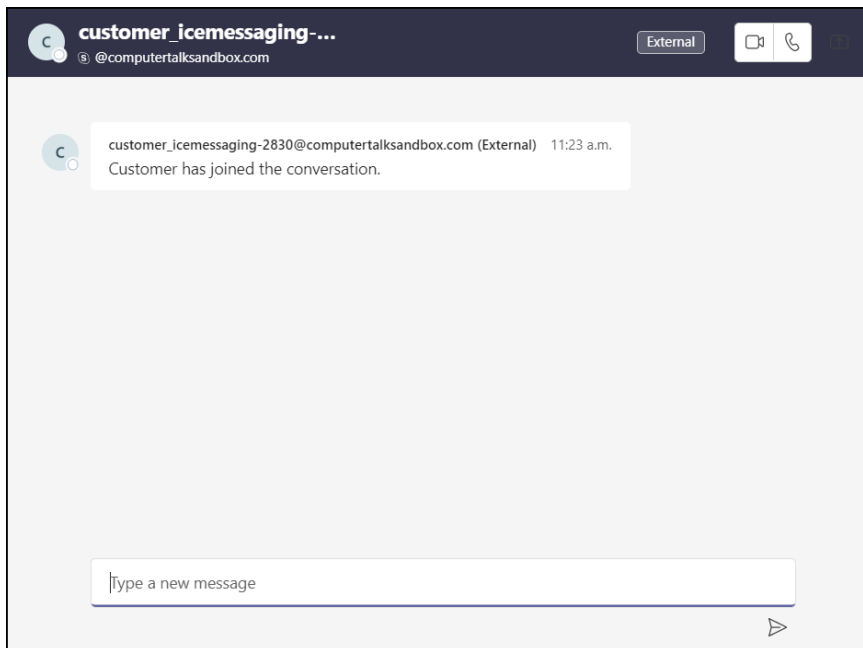 C
customer_icemessaging-...
S @computertalksandbox.com
External
C
customer_icemessaging-2830@computertalksandbox.com (External) 11:23 a.m.
Customer has joined the conversation.
Type a new message